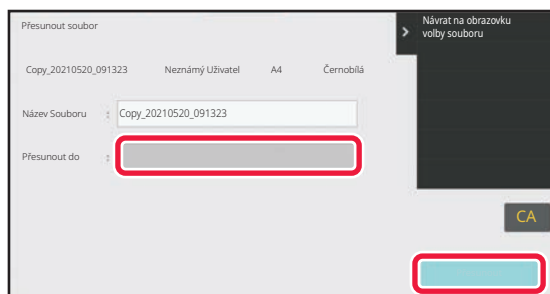 Přesunout soubor
Návrat na obrazovku
volby souboru
Copy_20210520_091323 Neznámý Uživatel A4 Černobílá
Název Souboru : Copy_20210520_091323
Přesunout do :
CA